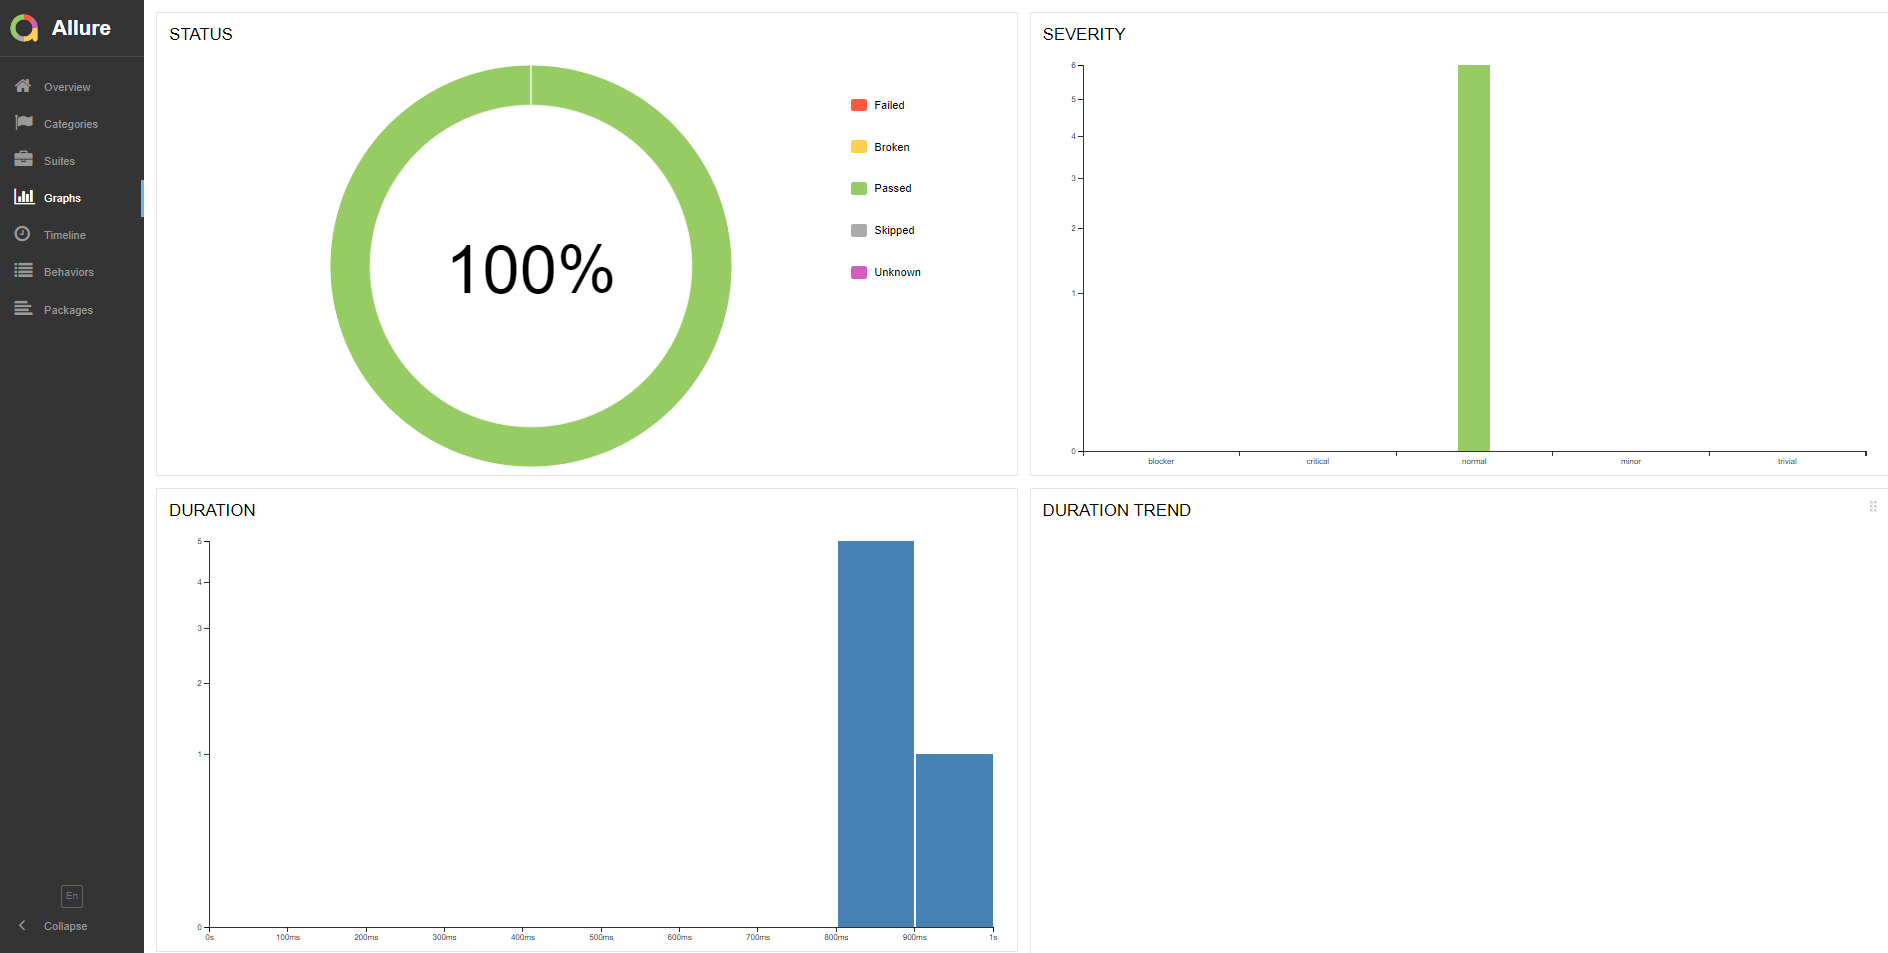 Allure
Overview
Categories
Suites
Graphs
Timeline
Behaviors
Packages
En
Collapse
STATUS
100%
Failed
Broken
Passed
Skipped
Unknown
SEVERITY
6
5
4
3
2
1
0
blocker critical normal minor trivial
DURATION
5
4
3
2
1
0
0s 100ms 200ms 300ms 400ms 500ms 600ms 700ms 800ms 900ms 1s
DURATION TREND